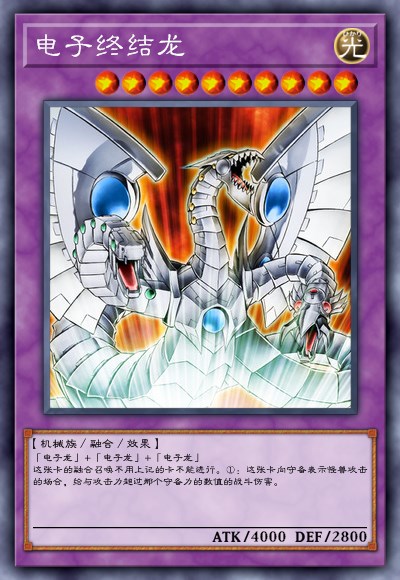 电子终结龙
ひかり
光
【机械族/融合/效果】
「电子龙」+「电子龙」+「电子龙」
这张卡的融合召唤不用上记的卡不能进行。①：这张卡向守备表示怪兽攻击
的场合，给与攻击力超过那个守备力的数值的战斗伤害。
ATK/4000 DEF/2800